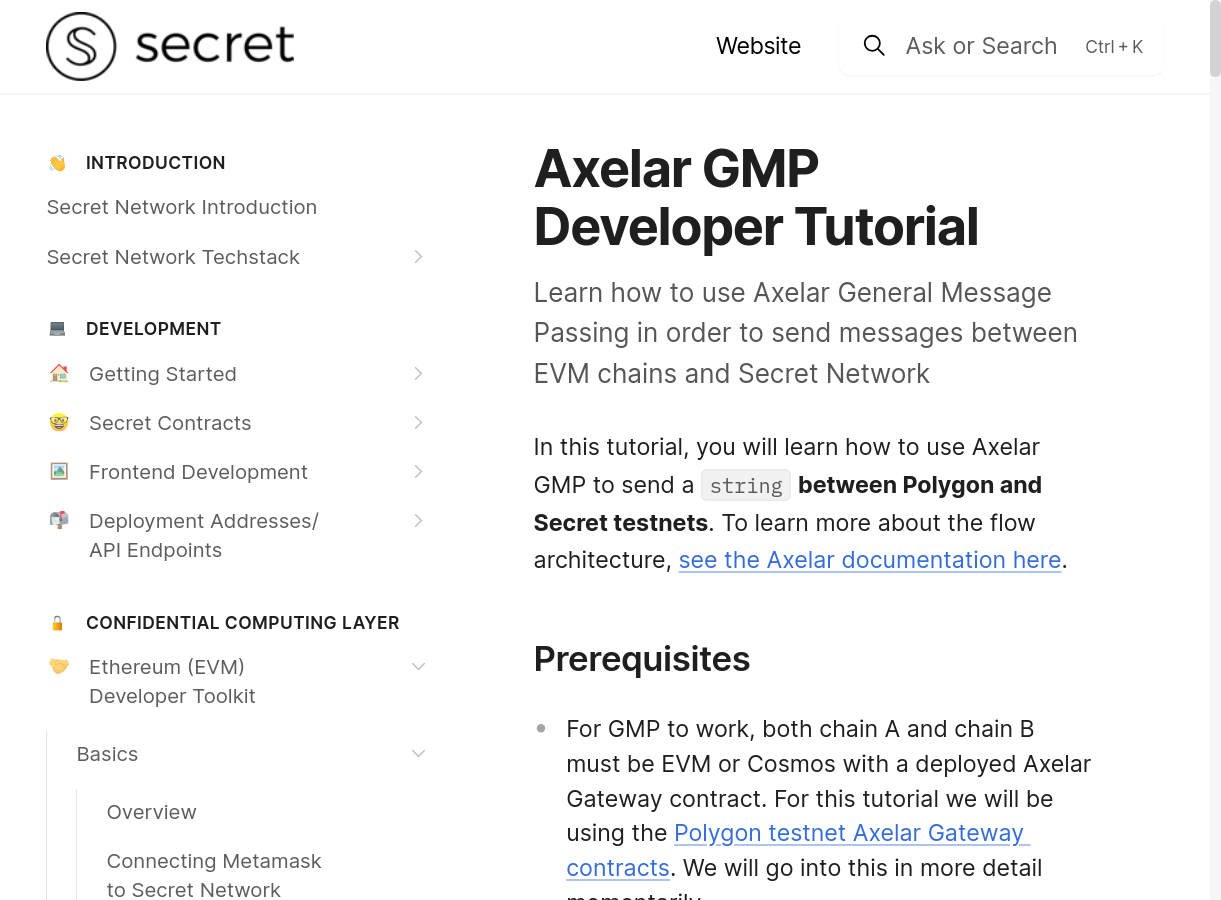 secret
Website
Ask or Search
Ctrl + K
INTRODUCTION
Secret Network Introduction
Secret Network Techstack
DEVELOPMENT
Getting Started
Secret Contracts
Frontend Development
Deployment Addresses/
API Endpoints
CONFIDENTIAL COMPUTING LAYER
Ethereum (EVM)
Developer Toolkit
Basics
Overview
Connecting Metamask
to Secret Network
Axelar GMP
Developer Tutorial
Learn how to use Axelar General Message
Passing in order to send messages between
EVM chains and Secret Network
In this tutorial, you will learn how to use Axelar
GMP to send a string between Polygon and
Secret testnets. To learn more about the flow
architecture, see the Axelar documentation here.
Prerequisites
For GMP to work, both chain A and chain B
must be EVM or Cosmos with a deployed Axelar
Gateway contract. For this tutorial we will be
using the Polygon testnet Axelar Gateway
contracts. We will go into this in more detail